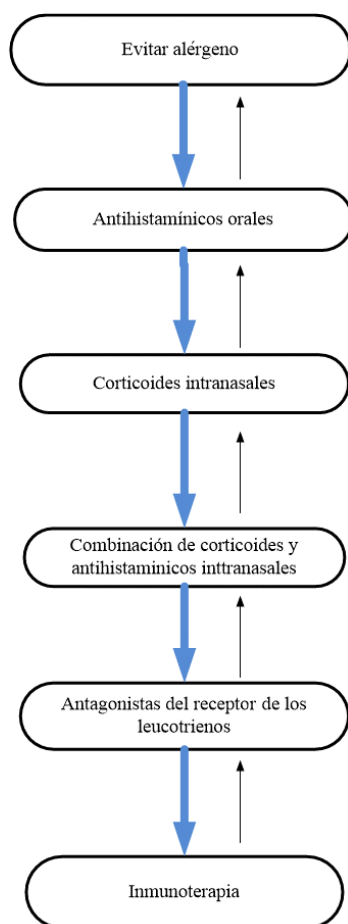 Evitar alérgeno
Antihistamínicos orales
Corticoides intranasales
Combinación de corticoides y
antihistaminicos inttranasales
Antagonistas del receptor de los
leucotrienos
Inmunoterapia